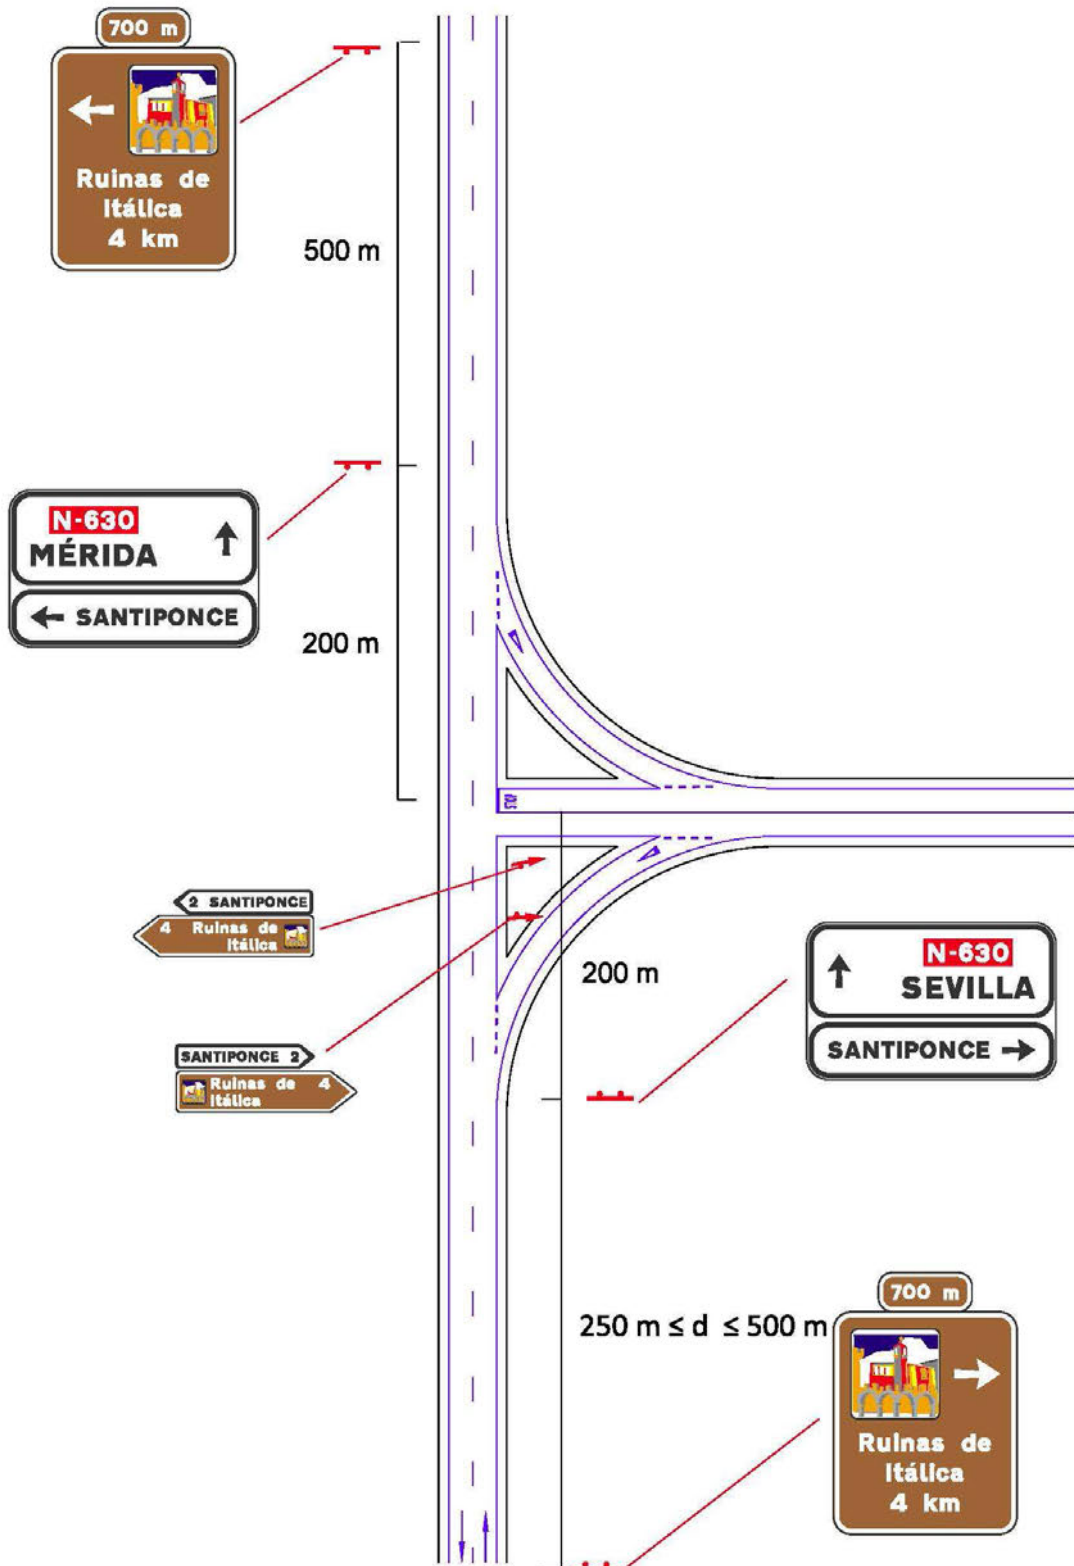 700 m
Ruinas de
Itálica
4 km
500 m
N-630
MÉRIDA
SANTIPONCE
200 m
STOP
2 SANTIPONCE
4 Ruinas de
Itálica
200 m
N-630
SEVILLA
SANTIPONCE
SANTIPONCE 2
Ruinas de 4
Itálica
700 m
250 m ≤ d ≤ 500 m
Ruinas de
Itálica
4 km